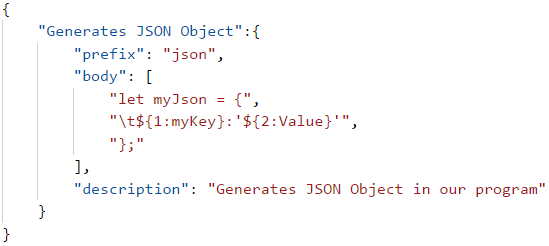 {
    "Generates JSON Object":{
        "prefix": "json",
        "body": [
            "let myJson = {",
            "\t${1:myKey}:'${2:Value}'",
            "};"
        ],
        "description": "Generates JSON Object in our program"
    }
}